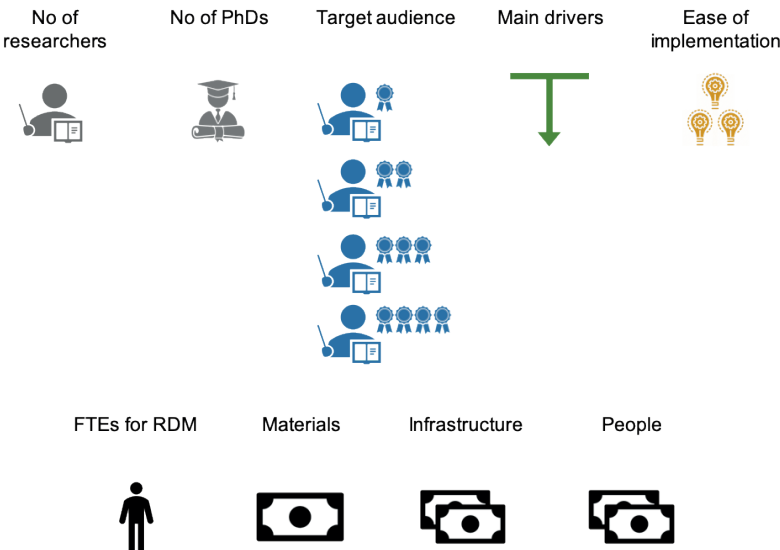 No of
researchers
No of PhDs
Target audience
Main drivers
Ease of
implementation
FTEs for RDM
Materials
Infrastructure
People